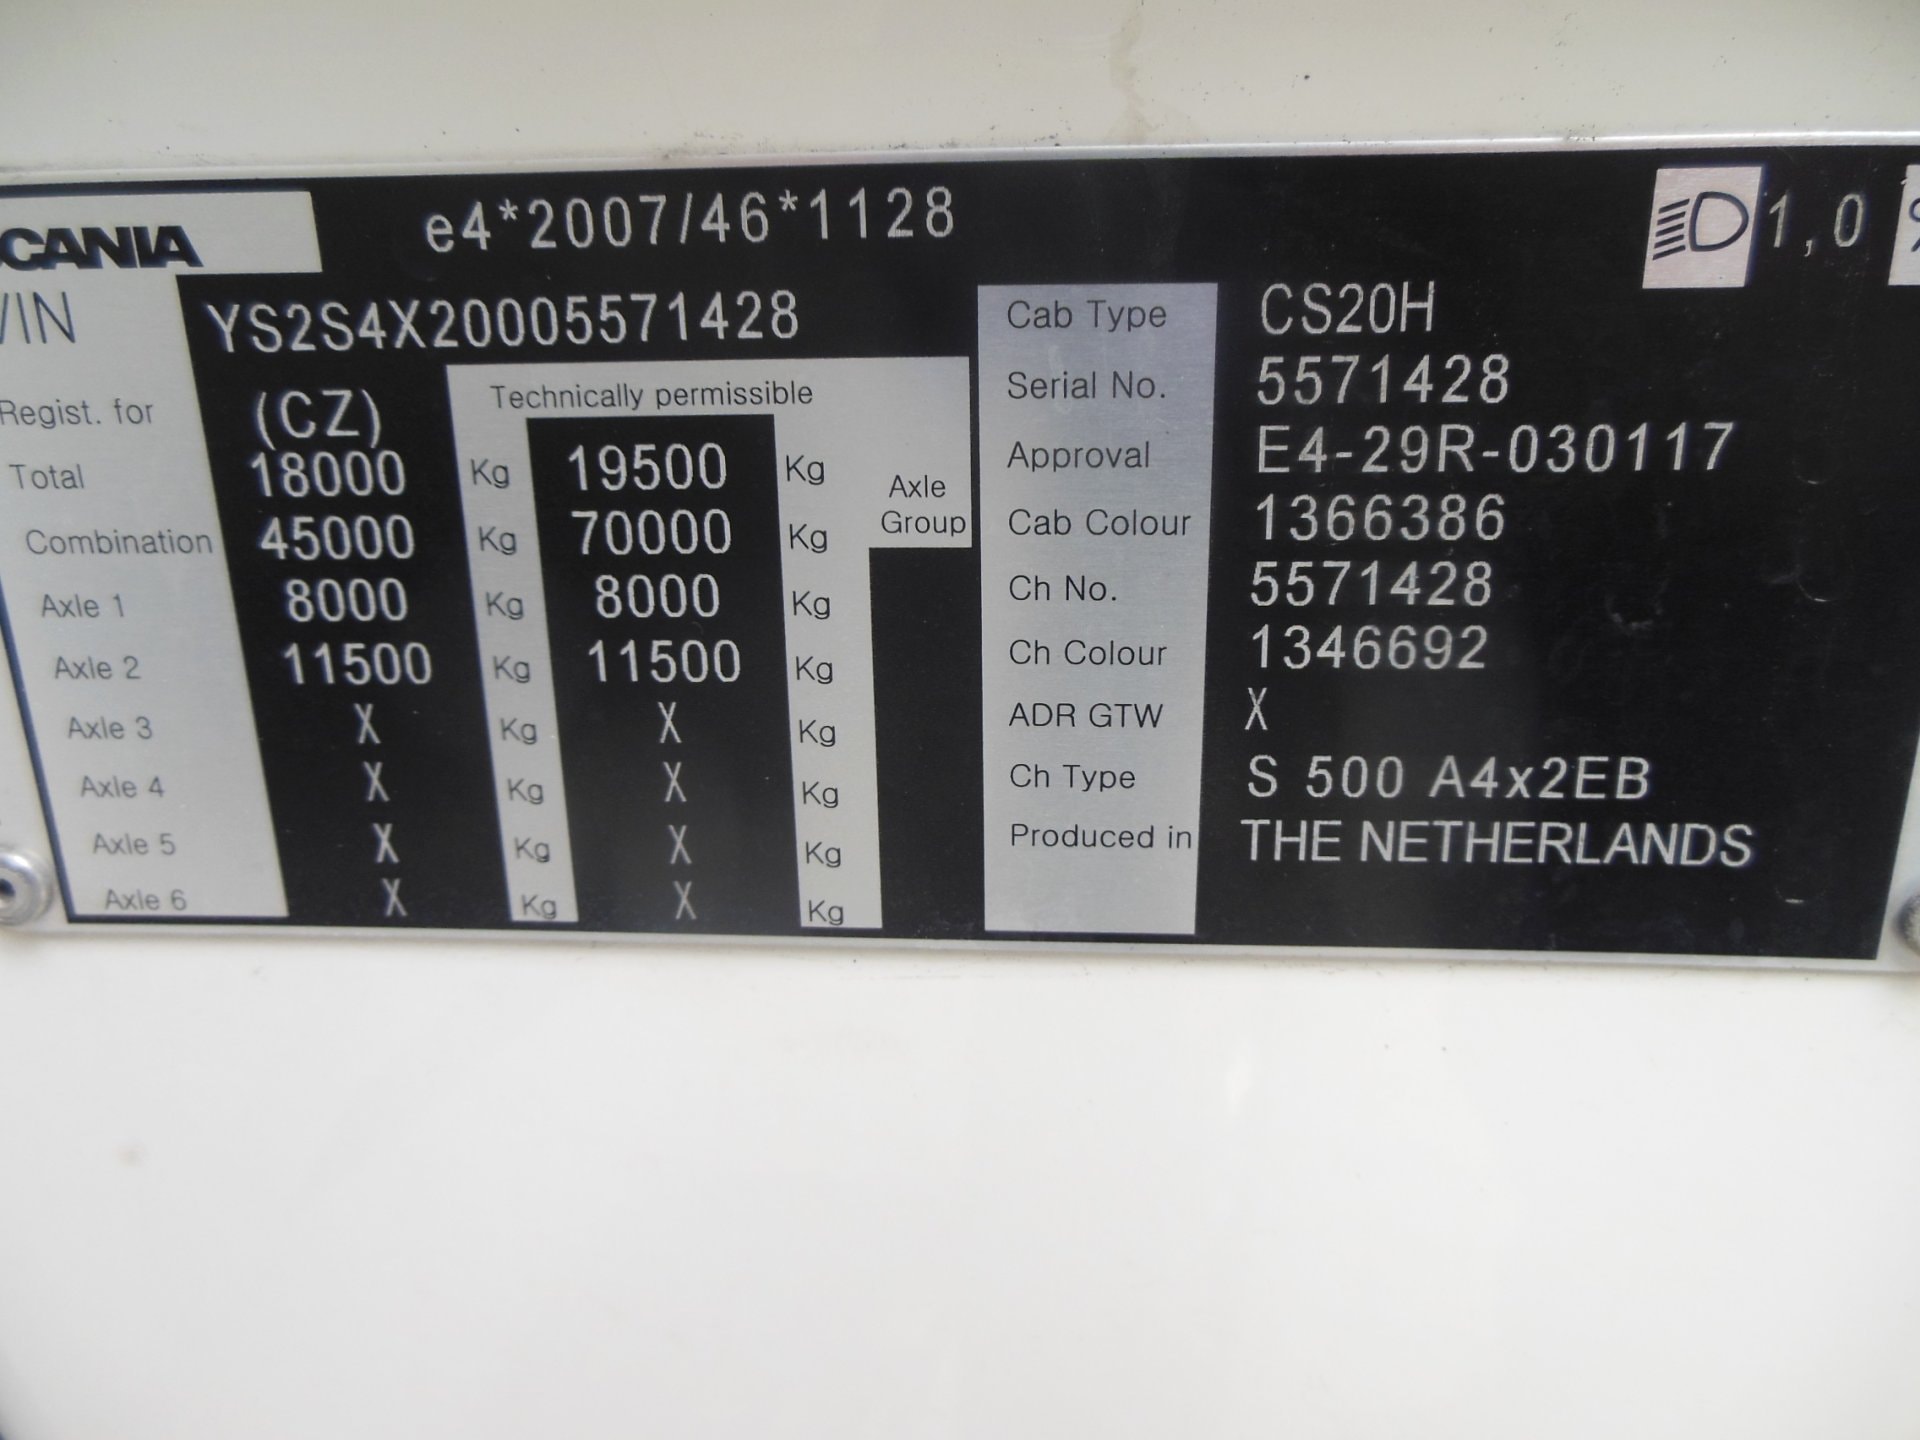 SCANIA e4*2007/46*1128 1,0 %
VIN YS2S4X20005571428
Regist. for (CZ) Technically permissible
Total 18000 Kg 19500 Kg Axle Group
Combination 45000 Kg 70000 Kg
Axle 1 8000 Kg 8000 Kg
Axle 2 11500 Kg 11500 Kg
Axle 3 X Kg X Kg
Axle 4 X Kg X Kg
Axle 5 X Kg X Kg
Axle 6 X Kg X Kg
Cab Type CS20H
Serial No. 5571428
Approval E4-29R-030117
Cab Colour 1366386
Ch No. 5571428
Ch Colour 1346692
ADR GTW X
Ch Type S 500 A4x2EB
Produced in THE NETHERLANDS